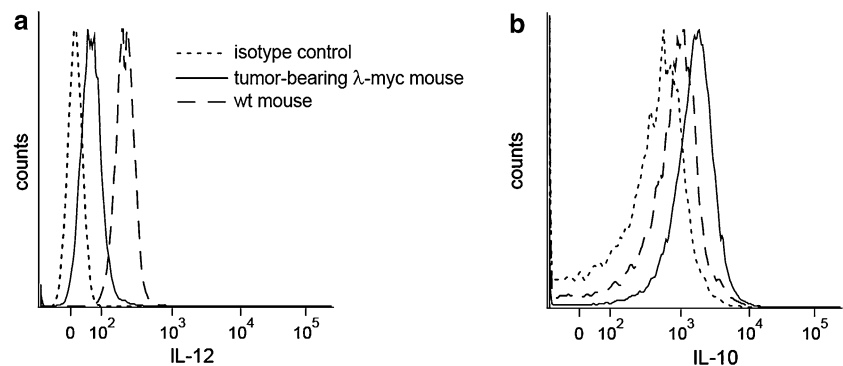 a
isotype control
tumor-bearing λ-myc mouse
wt mouse
counts
0 10² 10³ 10⁴ 10⁵
IL-12
b
counts
0 10² 10³ 10⁴ 10⁵
IL-10